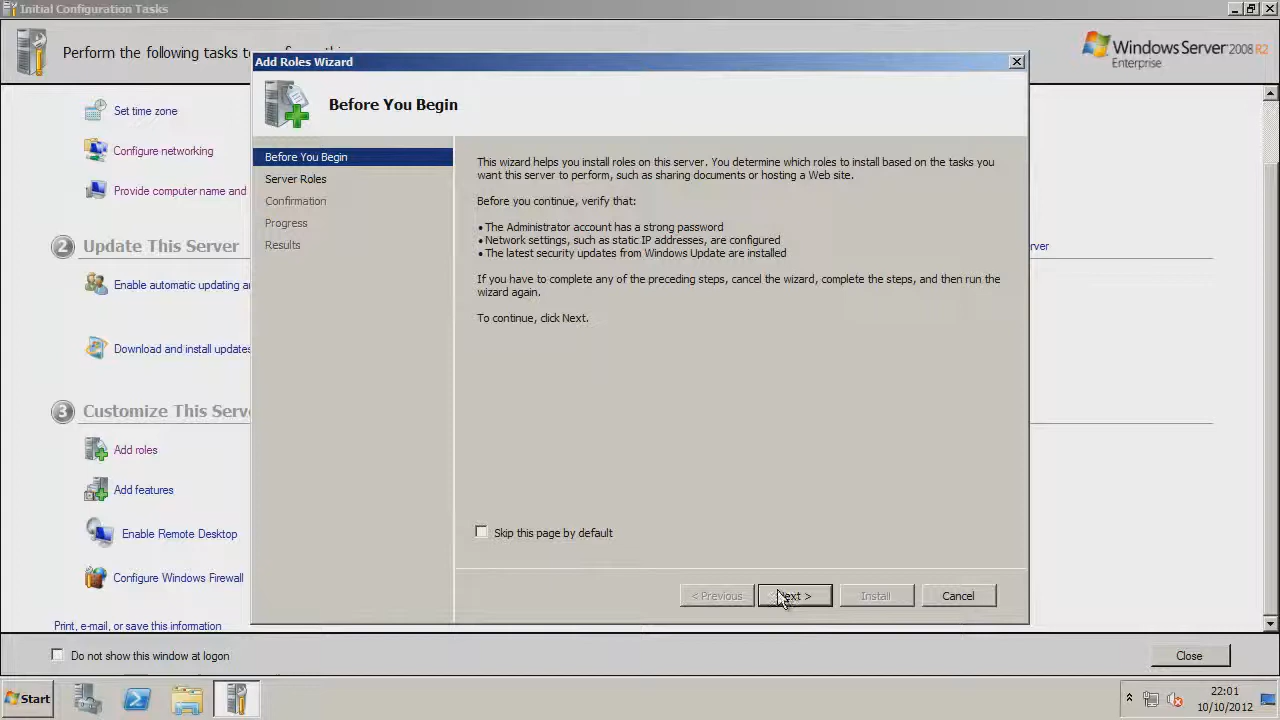 Initial Configuration Tasks
Perform the following tasks to
Windows Server 2008 R2
Enterprise
Add Roles Wizard
Before You Begin
Set time zone
Configure networking
Provide computer name and
2 Update This Server
Enable automatic updating
Download and install updates
3 Customize This
Add roles
Add features
Enable Remote Desktop
Configure Windows Firewall
Print, e-mail, or save this information
Before You Begin
Server Roles
Confirmation
Progress
Results
This wizard helps you install roles on this server. You determine which roles to install based on the tasks you
want this server to perform, such as sharing documents or hosting a Web site.
Before you continue, verify that:
• The Administrator account has a strong password
• Network settings, such as static IP addresses, are configured
• The latest security updates from Windows Update are installed
If you have to complete any of the preceding steps, cancel the wizard, complete the steps, and then run the
wizard again.
To continue, click Next.
Skip this page by default
< Previous
Next >
Install
Cancel
Do not show this window at logon
Close
Start
22:01
10/10/2012